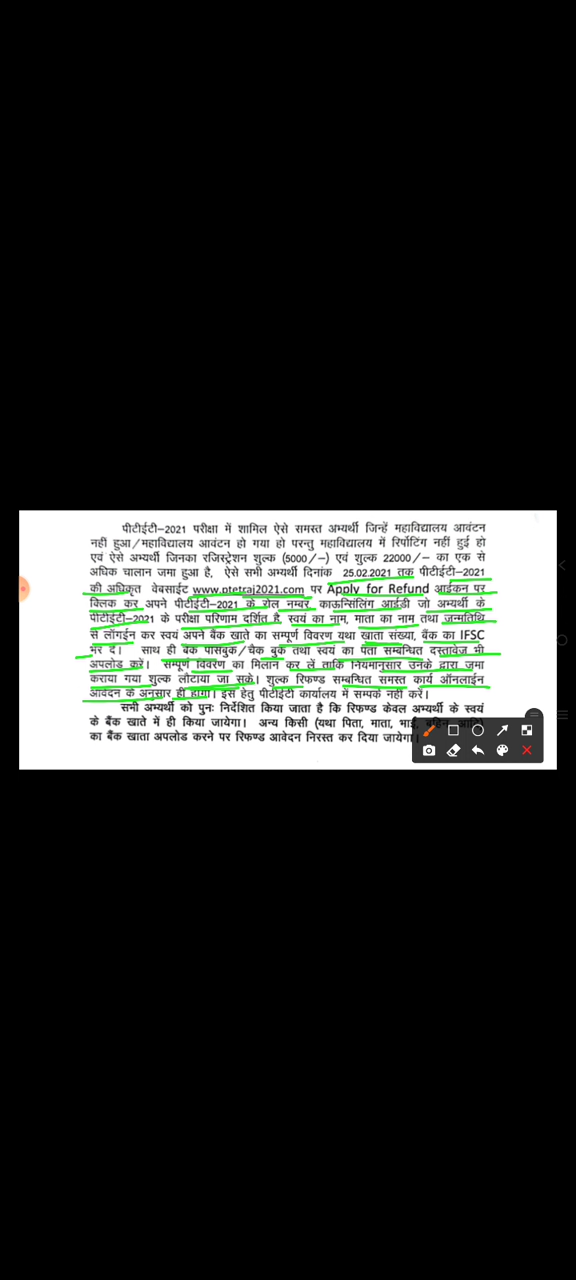 पीटीईटी–2021 परीक्षा में शामिल ऐसे समस्त अभ्यर्थी जिन्हें महाविद्यालय आवंटन
नहीं हुआ/महाविद्यालय आवंटन हो गया हो परन्तु महाविद्यालय में रिपोंटिंग नहीं हुई हो
एवं ऐसे अभ्यर्थी जिनका रजिस्ट्रेशन शुल्क (5000/–) एवं शुल्क 22000/– का एक से
अधिक चालान जमा हुआ है, ऐसे सभी अभ्यर्थी दिनांक 25.02.2021 तक पीटीईटी–2021
की अधिकृत वेबसाईट www.ptetraj2021.com पर Apply for Refund आईकन पर
क्लिक कर अपने पीटीईटी–2021 के रोल नम्बर काऊन्सिलिंग आईडी जो अभ्यर्थी के
पीटीईटी–2021 के परीक्षा परिणाम दर्शित है, स्वयं का नाम, माता का नाम तथा जन्मतिथि
से लॉगईन कर स्वयं अपने बैंक खाते का सम्पूर्ण विवरण यथा खाता संख्या, बैंक का IFSC
भर दें। साथ ही बैंक पासबुक/चैक बुक तथा स्वयं का पता सम्बन्धित दस्तावेज भी
अपलोड करें। सम्पूर्ण विवरण का मिलान कर लें ताकि नियमानुसार उनके द्वारा जमा
कराया गया शुल्क लौटाया जा सके। शुल्क रिफण्ड सम्बन्धित समस्त कार्य ऑनलाईन
आवेदन के अनुसार ही होगा। इस हेतु पीटीईटी कार्यालय में सम्पर्क नहीं करें।
सभी अभ्यर्थी को पुनः निर्देशित किया जाता है कि रिफण्ड केवल अभ्यर्थी के स्वयं
के बैंक खाते में ही किया जायेगा। अन्य किसी (यथा पिता, माता, भाई, बहिन आदि)
का बैंक खाता अपलोड करने पर रिफण्ड आवेदन निरस्त कर दिया जायेगा।